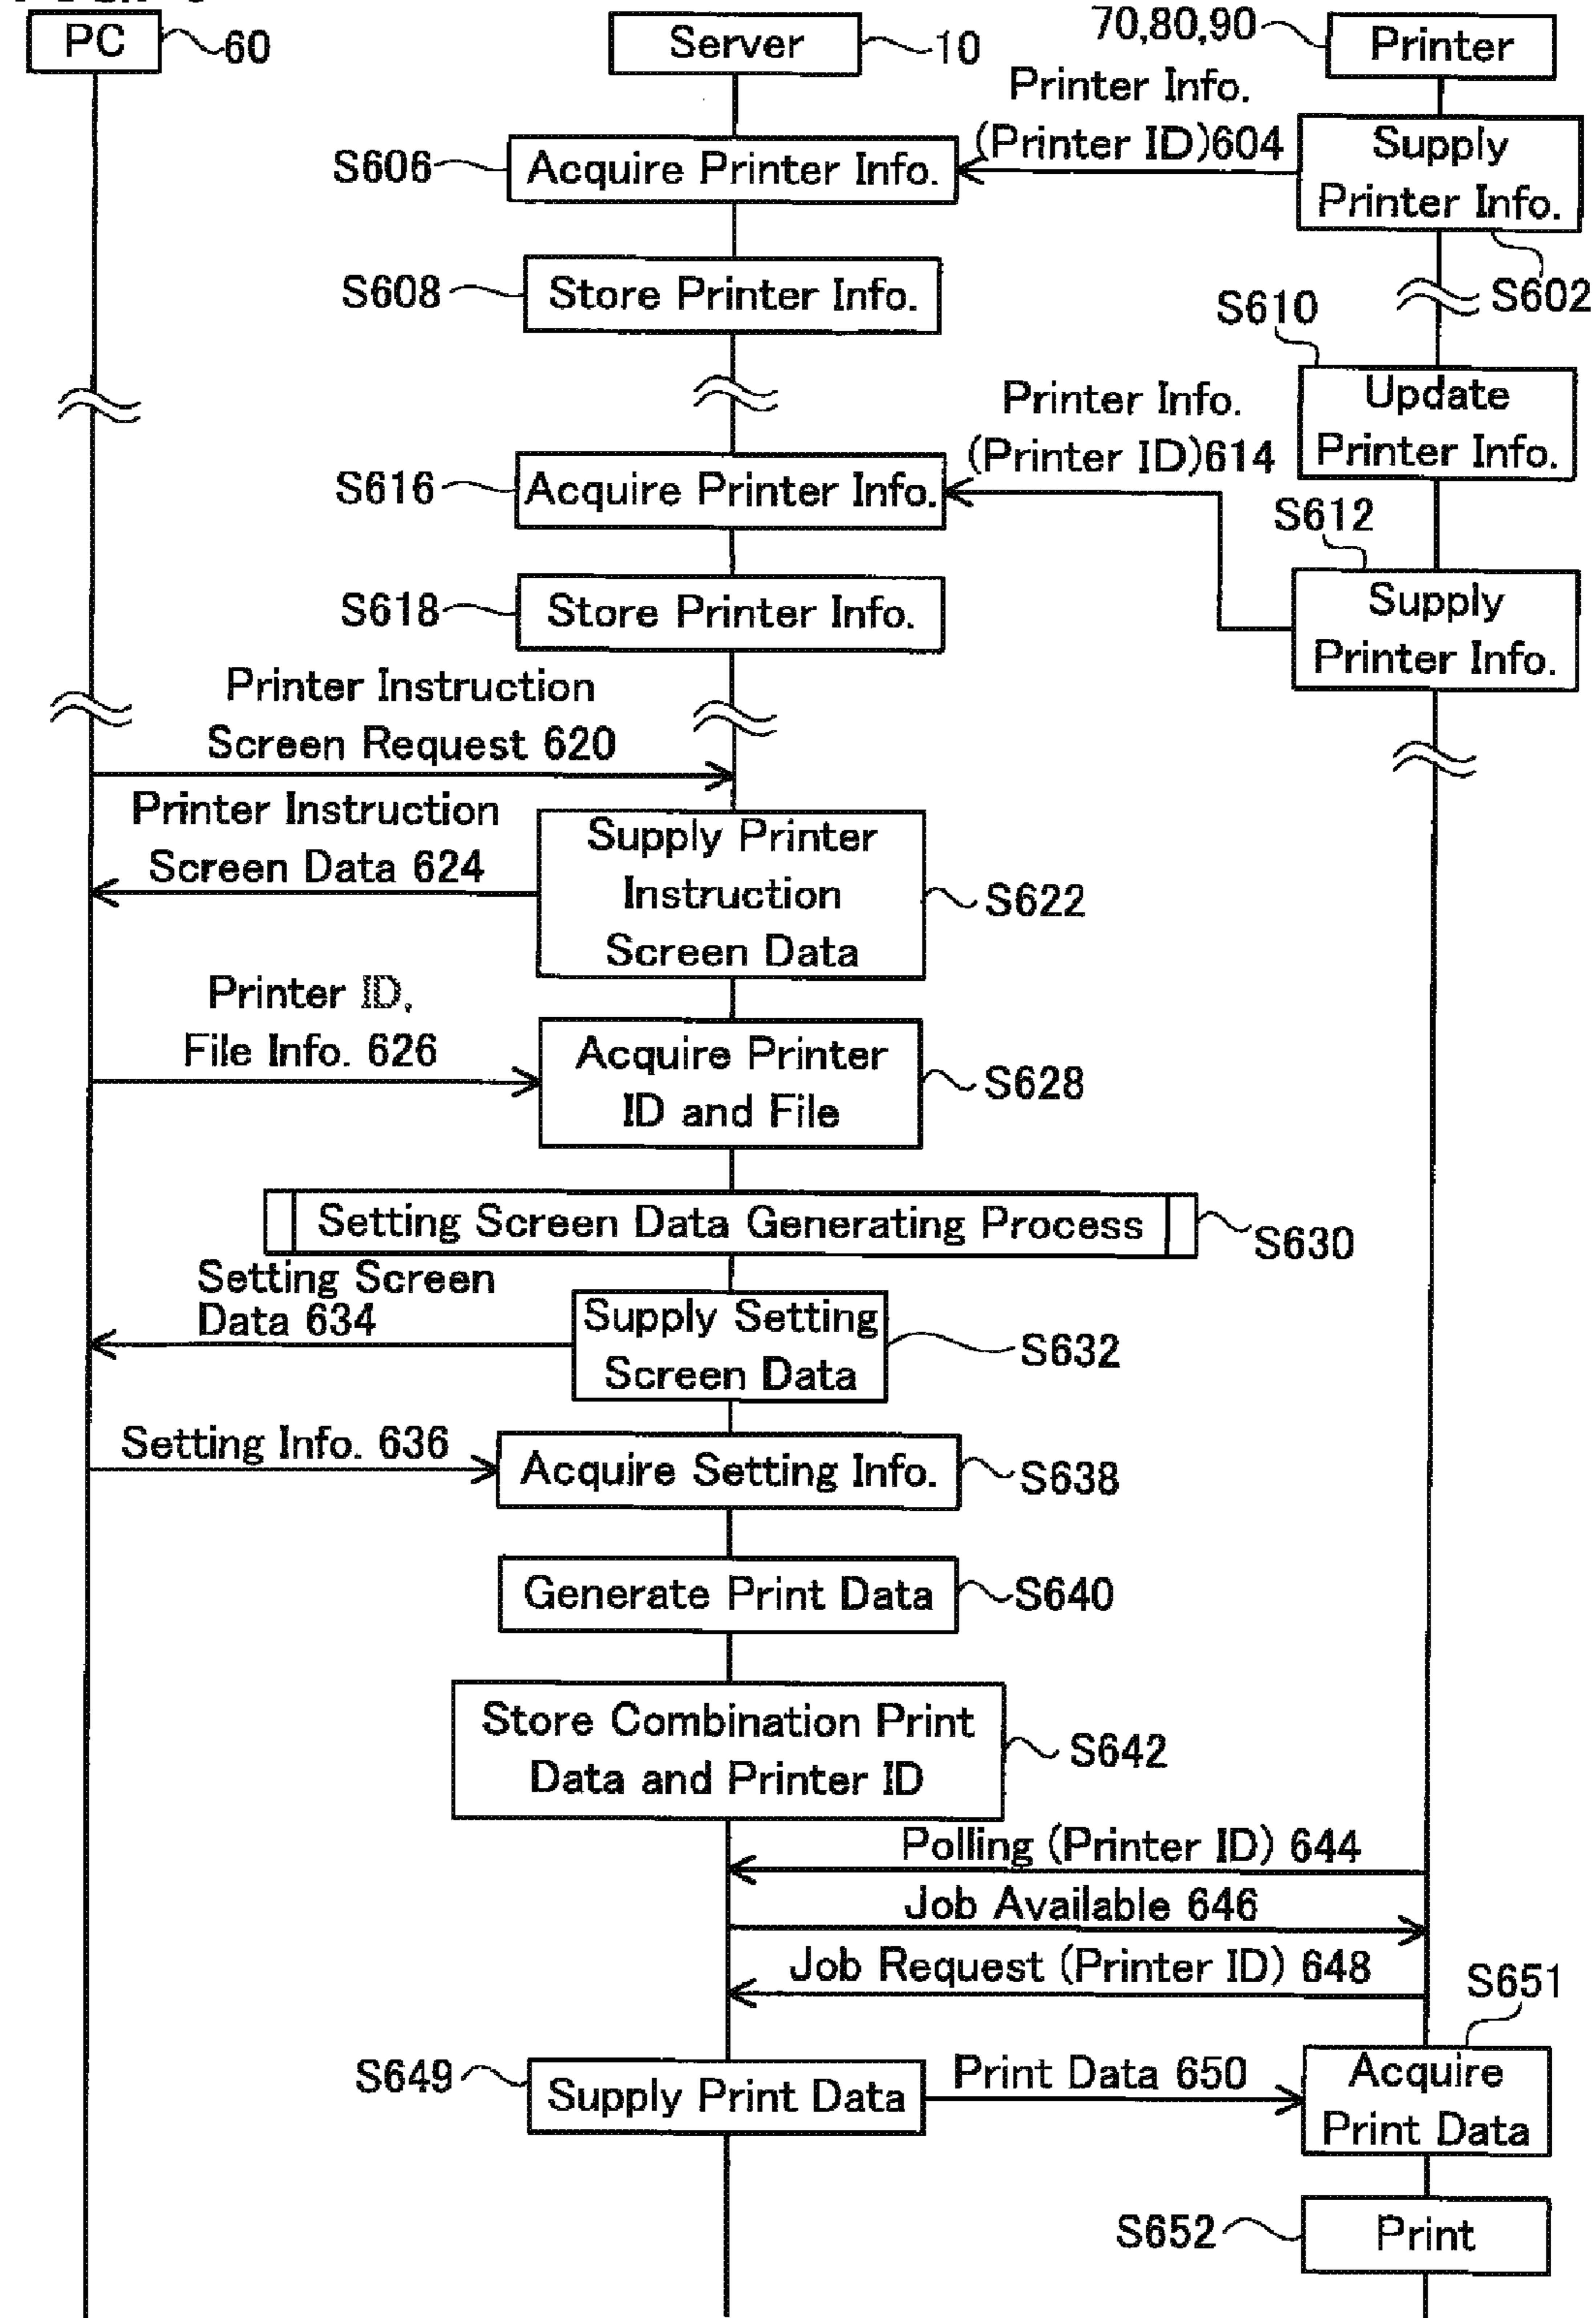 PC
60
Server
10
70,80,90
Printer
Printer Info.
(Printer ID)604
S606
Acquire Printer Info.
Supply
Printer Info.
S602
S608
Store Printer Info.
S610
Update
Printer Info.
Printer Info.
(Printer ID)614
S616
Acquire Printer Info.
S612
Supply
Printer Info.
S618
Store Printer Info.
Printer Instruction
Screen Request 620
Printer Instruction
Screen Data 624
Supply Printer
Instruction
Screen Data
S622
Printer ID,
File Info. 626
Acquire Printer
ID and File
S628
Setting Screen Data Generating Process
S630
Setting Screen
Data 634
Supply Setting
Screen Data
S632
Setting Info. 636
Acquire Setting Info.
S638
Generate Print Data
S640
Store Combination Print
Data and Printer ID
S642
Polling (Printer ID) 644
Job Available 646
Job Request (Printer ID) 648
S651
S649
Supply Print Data
Print Data 650
Acquire
Print Data
S652
Print